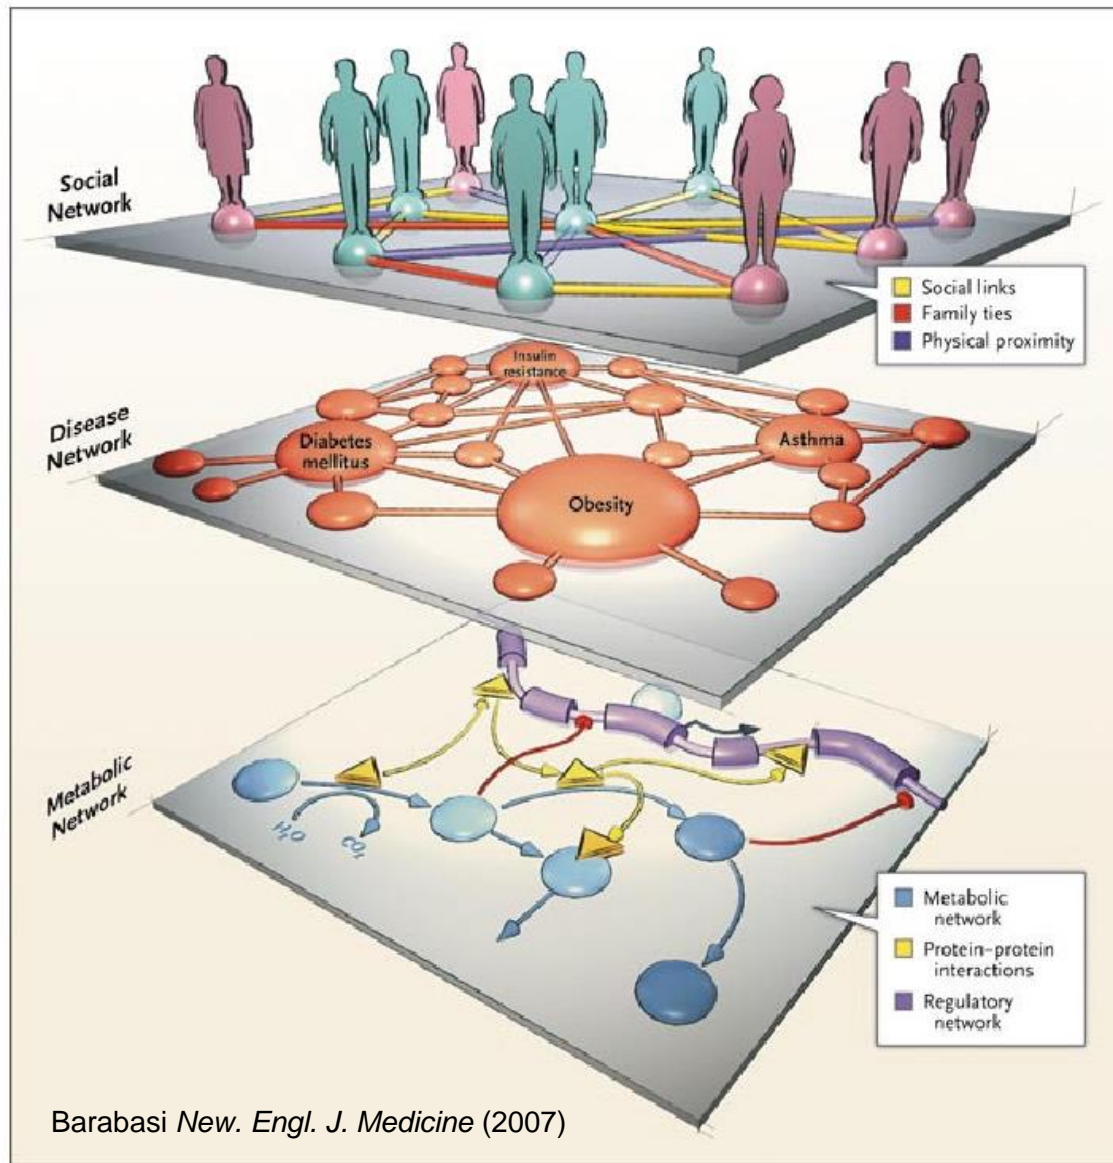 Social
Network
Social links
Family ties
Physical proximity
Disease
Network
Insulin
resistance
Diabetes
mellitus
Asthma
Obesity
Metabolic
Network
H₂O
CO₂
Metabolic
network
Protein–protein
interactions
Regulatory
network
Barabasi New. Engl. J. Medicine (2007)